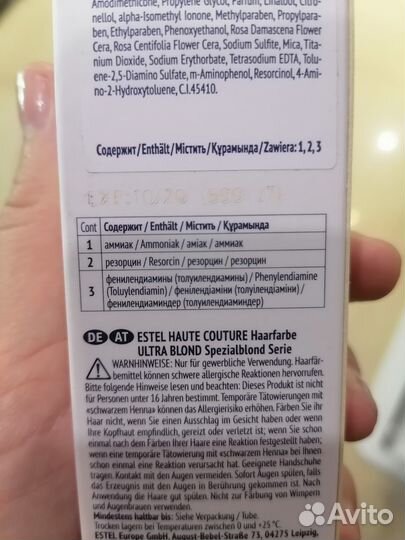 Amodimethicone, Propylene Glycol, Parfum, Linalool, Citro-
nellol, alpha-Isomethyl Ionone, Methylparaben, Propylpara-
ben, Ethylparaben, Phenoxyethanol, Rosa Damascena Flower
Cera, Rosa Centifolia Flower Cera, Sodium Sulfite, Mica, Tita-
nium Dioxide, Sodium Erythorbate, Tetrasodium EDTA, Tolu-
ene-2,5-Diamino Sulfate, m-Aminophenol, Resorcinol, 4-Ami-
no-2-Hydroxytoluene, C.I.45410.
Содержит/Enthält/Містить/Құрамында/Zawiera: 1, 2, 3
Cont Содержит / Enthält / Містить / Құрамында
1 аммиак / Ammoniak / аміак / аммиак
2 резорцин / Resorcin / резорцин / резорцин
3 фенилендиамины (толуилендиамины) / Phenylendiamine
(Toluylendiamin) / феніліендіаміни (толуілендіаміни) /
фенилендиаминдер (толуилендиаминдер)
DE AT ESTEL HAUTE COUTURE Haarfarbe
ULTRA BLOND Spezialblond Serie
WARNHINWEISE: Nur für gewerbliche Verwendung. Haarfär-
bemittel können schwere allergische Reaktionen hervorrufen.
Bitte folgende Hinweise lesen und beachten: Dieses Produkt ist nicht
für Personen unter 16 Jahren bestimmt. Temporäre Tätowierungen mit
«schwarzem Henna» können das Allergierisiko erhöhen. Färben Sie ihr
Haar nicht, wenn Sie einen Ausschlag im Gesicht haben oder wenn
Ihre Kopfhaut empfindlich, gereizt oder verletzt ist; wenn Sie schon
einmal nach dem Färben Ihrer Haare eine Reaktion festgestellt haben;
wenn eine temporäre Tätowierung mit «schwarzem Henna» bei Ihnen
schon einmal eine Reaktion verursacht hat. Geeignete Handschuhe
tragen. Kontakt mit den Augen vermeiden. Sofort Augen spülen, falls
das Erzeugnis mit den Augen in Berührung gekommen ist. Nach
Anwendung die Haare gut spülen. Nicht zur Färbung von Wimpern
und Augenbrauen verwenden.
Mindestens haltbar bis: Siehe Verpackung / Tube.
Trocken lagern bei Temperaturen zwischen 0 und +25 °C.
ESTEL Europe GmbH, August-Bebel-Straße 53, 04275 Leipzig,
Avito